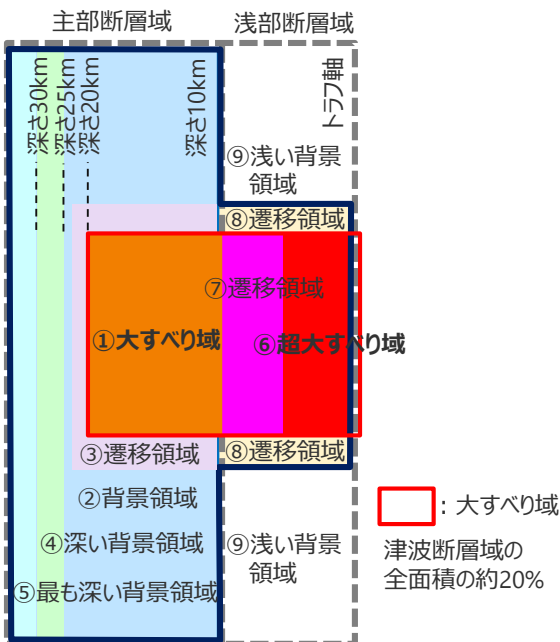 主部断層域
浅部断層域
深さ30km
深さ25km
深さ20km
深さ10km
トラフ軸
⑨浅い背景
領域
⑧遷移領域
⑦遷移領域
①大すべり域
⑥超大すべり域
③遷移領域
⑧遷移領域
②背景領域
④深い背景領域
⑨浅い背景
領域
⑤最も深い背景領域
：大すべり域
津波断層域の
全面積の約20%